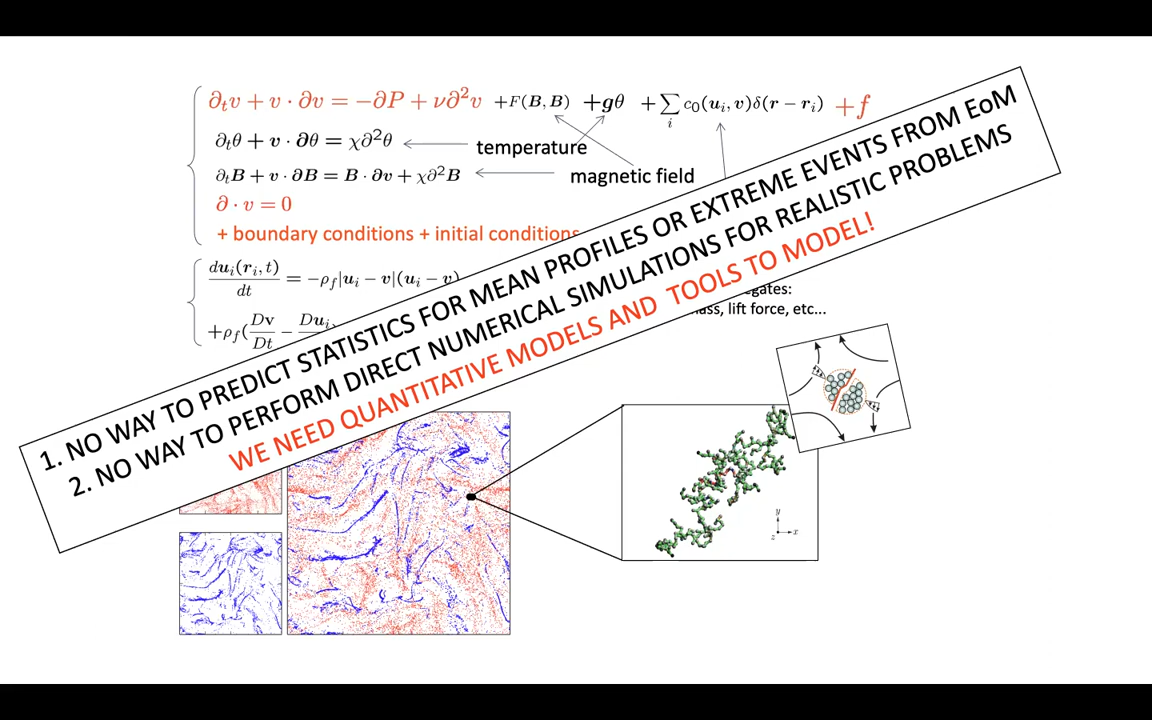 ∂ₜv + v · ∂v = −∂P + ν∂²v +F(B, B) +gθ +∑ᵢ c₀(uᵢ, v)δ(r − rᵢ) +f
∂ₜθ + v · ∂θ = χ∂²θ
temperature
∂ₜB + v · ∂B = B · ∂v + χ∂²B
magnetic field
∂ · v = 0
+ boundary conditions + initial conditions
duᵢ(rᵢ, t)/dt = −ρf|uᵢ − v|(uᵢ − v)
+ρf(Dv/Dt − Duᵢ
gates:
ass, lift force, etc...
1. NO WAY TO PREDICT STATISTICS FOR MEAN PROFILES OR EXTREME EVENTS FROM EoM
2. NO WAY TO PERFORM DIRECT NUMERICAL SIMULATIONS FOR REALISTIC PROBLEMS
WE NEED QUANTITATIVE MODELS AND TOOLS TO MODEL!
y
z x